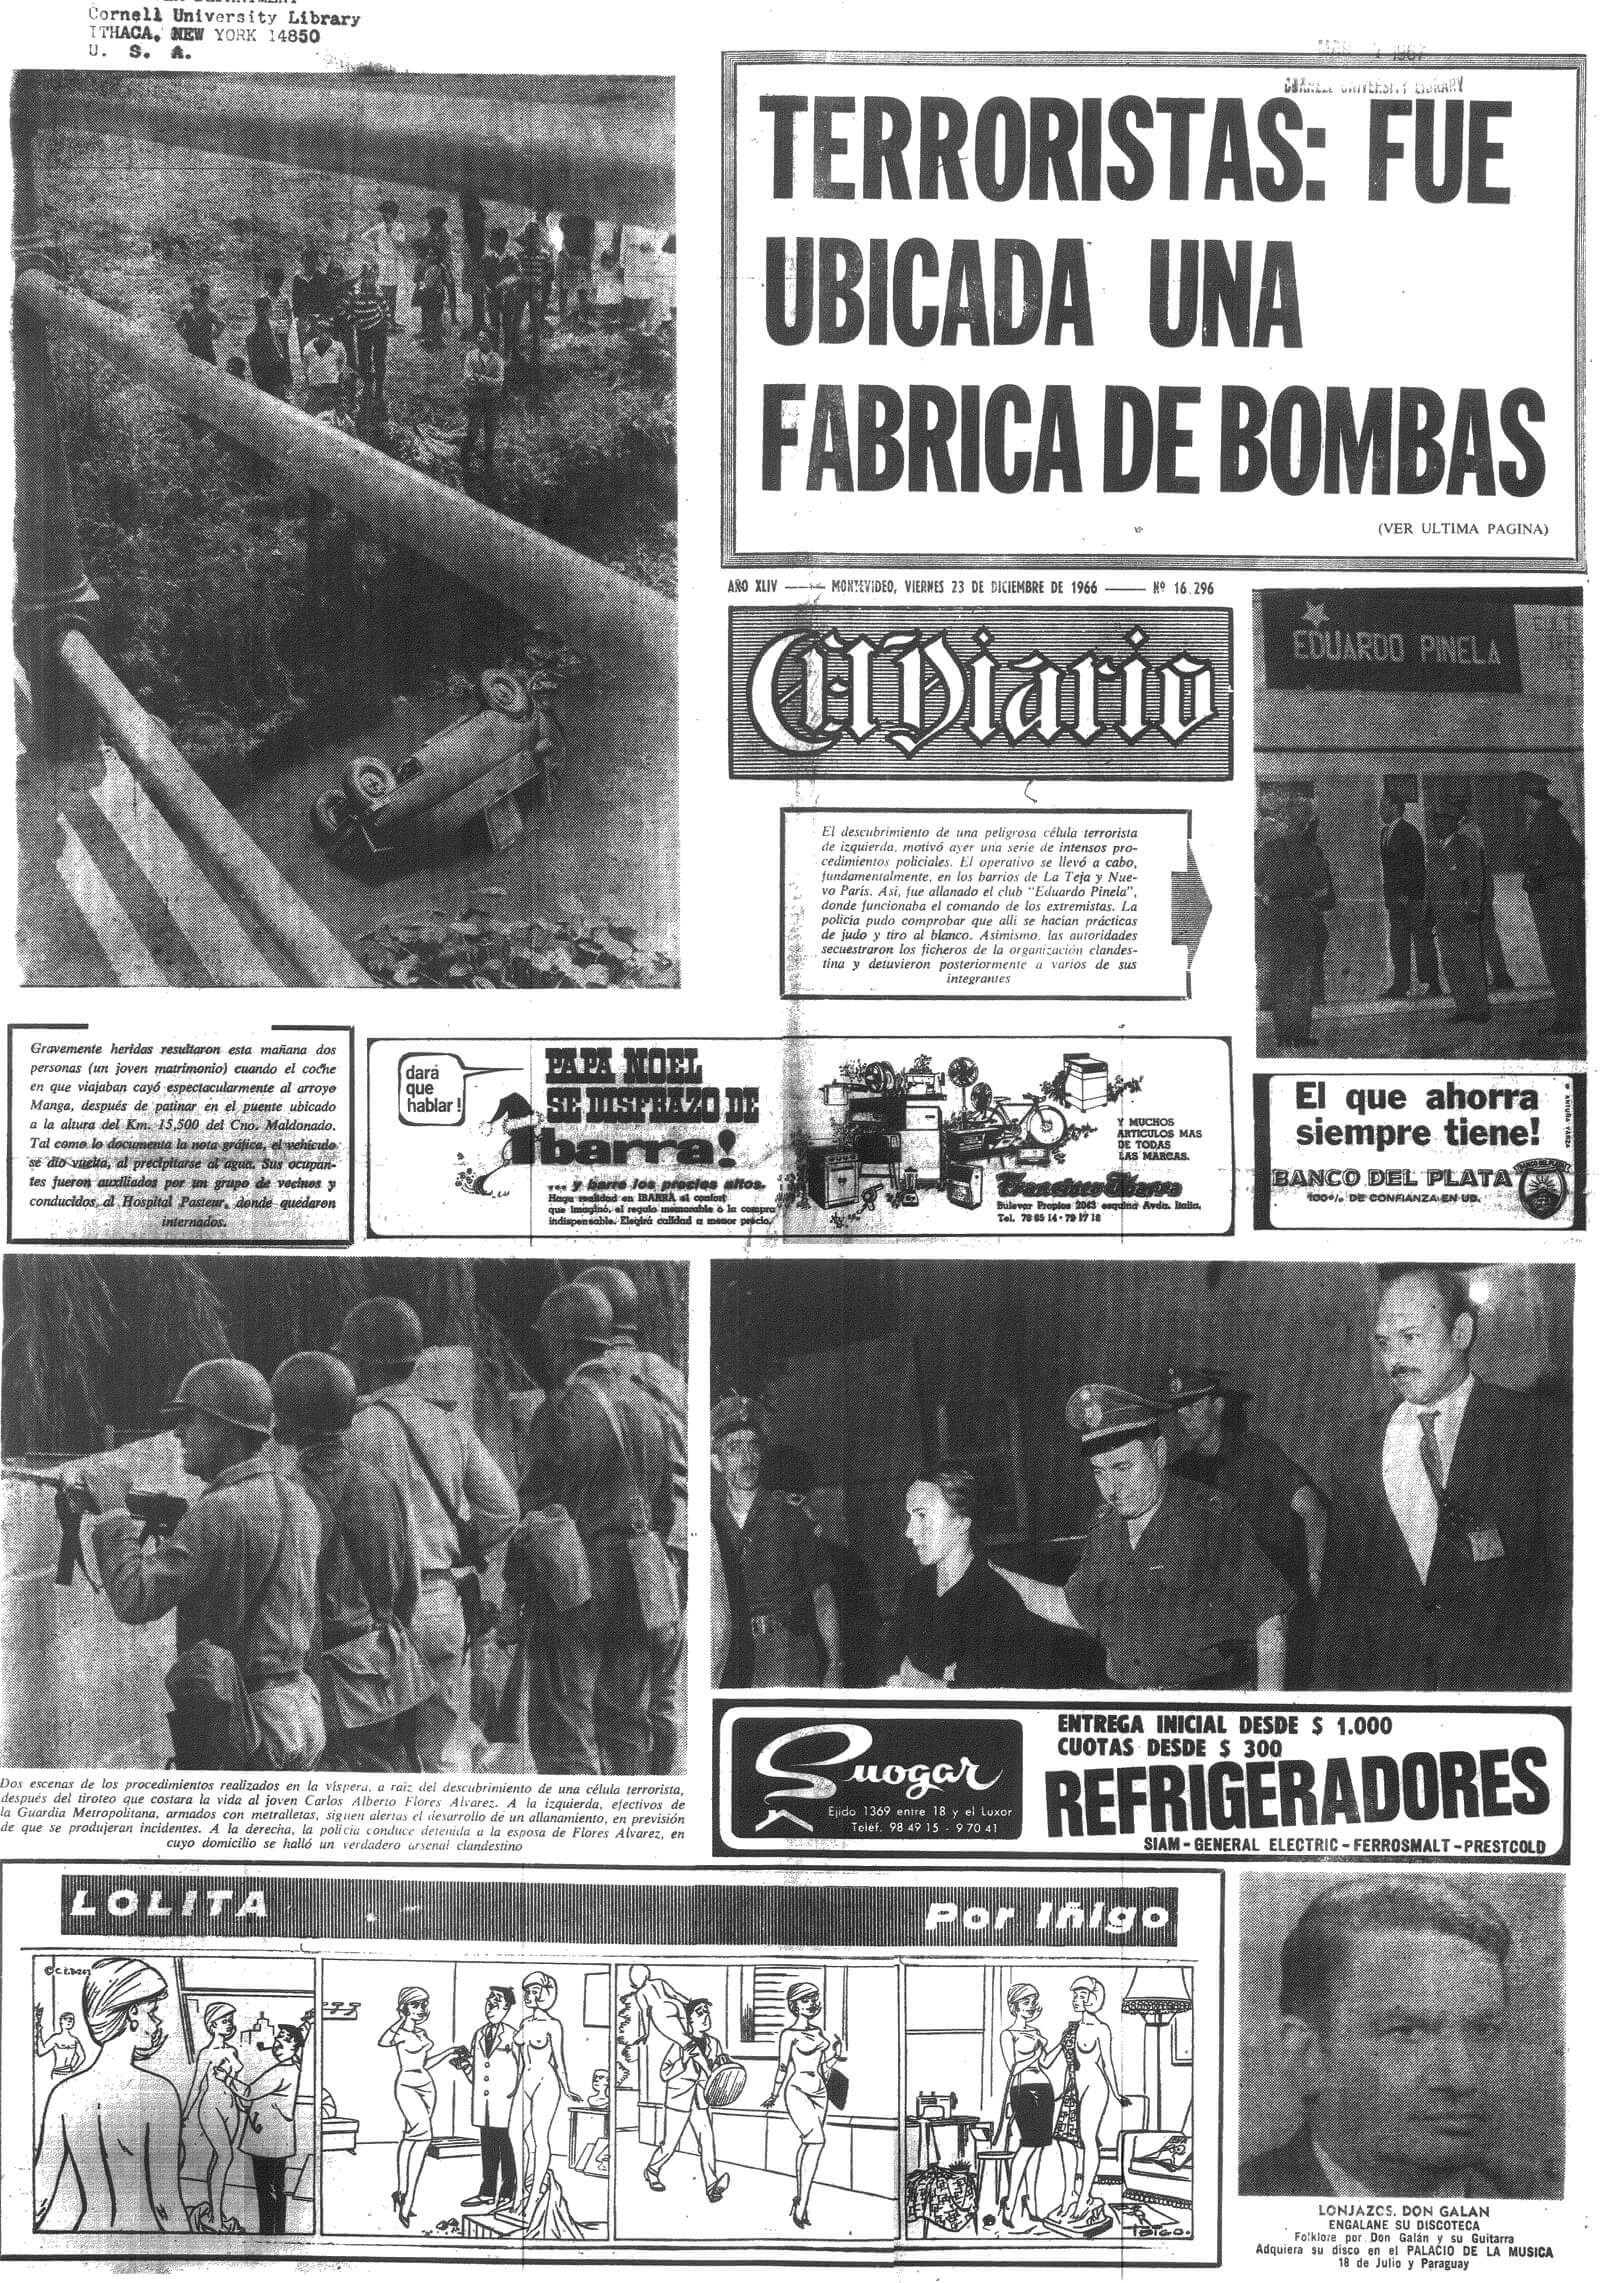 Cornell University Library
ITHACA, NEW YORK 14850
U. S. A.
1967
CORNELL UNIVERSITY LIBRARY
TERRORISTAS: FUE
UBICADA UNA
FABRICA DE BOMBAS
(VER ULTIMA PAGINA)
AÑO XLIV — MONTEVIDEO, VIERNES 23 DE DICIEMBRE DE 1966 — Nº 16.296
El Diario
EDUARDO PINELA
El descubrimiento de una peligrosa célula terrorista
de izquierda, motivó ayer una serie de intensos pro-
cedimientos policiales. El operativo se llevó a cabo,
fundamentalmente, en los barrios de La Teja y Nue-
vo París. Así, fue allanado el club "Eduardo Pinela",
donde funcionaba el comando de los extremistas. La
policía pudo comprobar que allí se hacían prácticas
de judo y tiro al blanco. Asimismo, las autoridades
secuestraron los ficheros de la organización clandes-
tina y detuvieron posteriormente a varios de sus
integrantes
Gravemente heridas resultaron esta mañana dos
personas (un joven matrimonio) cuando el coche
en que viajaban cayó espectacularmente al arroyo
Manga, después de patinar en el puente ubicado
a la altura del Km. 15,500 del Cno. Maldonado.
Tal como lo documenta la nota gráfica, el vehículo
se dio vuelta, al precipitarse al agua. Sus ocupan-
tes fueron auxiliados por un grupo de vecinos y
conducidos al Hospital Pasteur, donde quedaron
internados.
dará
que
hablar!
PAPA NOEL
SE DISFRAZO DE
Ibarra!
... y barre los precios altos.
Haga realidad en IBARRA el confort
que imaginó, el regalo memorable o la compra
indispensable. Elegirá calidad a menor precio.
Y MUCHOS
ARTICULOS MAS
DE TODAS
LAS MARCAS.
Francisco Ibarra
Bulevar Propios 2063 esquina Avda. Italia.
Tel. 78 65 14 - 79 17 18
El que ahorra
siempre tiene!
BANCO DEL PLATA
100% DE CONFIANZA EN UD.
Dos escenas de los procedimientos realizados en la víspera, a raíz del descubrimiento de una célula terrorista,
después del tiroteo que costara la vida al joven Carlos Alberto Flores Alvarez. A la izquierda, efectivos de
la Guardia Metropolitana, armados con metralletas, siguen alertas el desarrollo de un allanamiento, en previsión
de que se produjeran incidentes. A la derecha, la policía conduce detenida a la esposa de Flores Alvarez, en
cuyo domicilio se halló un verdadero arsenal clandestino
Suogar
Ejido 1369 entre 18 y el Luxor
Teléf. 98 49 15 - 9 70 41
ENTREGA INICIAL DESDE $ 1.000
CUOTAS DESDE $ 300
REFRIGERADORES
SIAM - GENERAL ELECTRIC - FERROSMALT - PRESTCOLD
LOLITA
Por Iñigo
IÑIGO.
LONJAZOS, DON GALAN
ENGALANE SU DISCOTECA
Folklore por Don Galán y su Guitarra
Adquiera su disco en el PALACIO DE LA MUSICA
18 de Julio y Paraguay